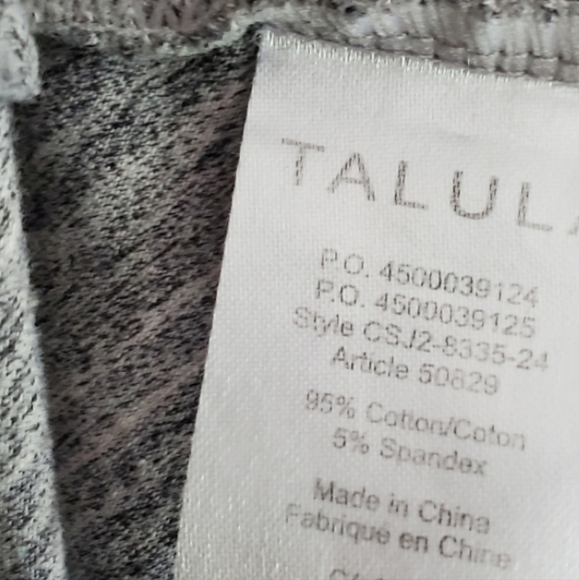 TALULA
P.O. 4500039124
P.O. 4500039125
Style CSJ2-8335-24
Article 50829
95% Cotton/Coton
5% Spandex
Made in China
Fabriqué en Chine